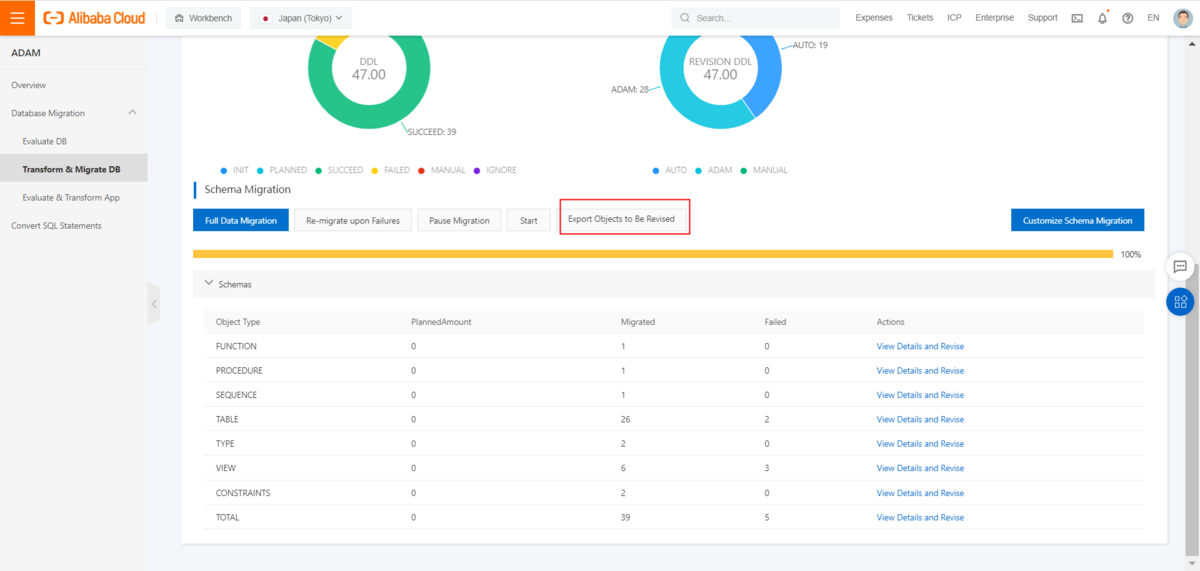 Alibaba Cloud
Workbench
Japan (Tokyo)
Search...
Expenses Tickets ICP Enterprise Support EN
ADAM
Overview
Database Migration
Evaluate DB
Transform & Migrate DB
Evaluate & Transform App
Convert SQL Statements
DDL
47.00
SUCCEED: 39
REVISION DDL
47.00
AUTO: 19
ADAM: 28
INIT PLANNED SUCCEED FAILED MANUAL IGNORE
AUTO ADAM MANUAL
Schema Migration
Full Data Migration Re-migrate upon Failures Pause Migration Start Export Objects to Be Revised Customize Schema Migration
100%
Schemas
Object Type PlannedAmount Migrated Failed Actions
FUNCTION 0 1 0 View Details and Revise
PROCEDURE 0 1 0 View Details and Revise
SEQUENCE 0 1 0 View Details and Revise
TABLE 0 26 2 View Details and Revise
TYPE 0 2 0 View Details and Revise
VIEW 0 6 3 View Details and Revise
CONSTRAINTS 0 2 0 View Details and Revise
TOTAL 0 39 5 View Details and Revise